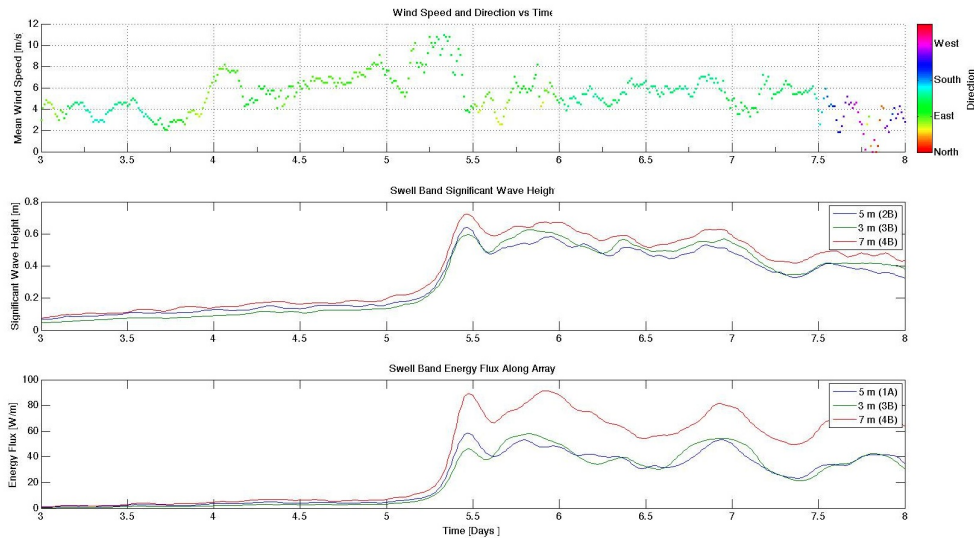 Wind Speed and Direction vs Time
12
10
8
6
4
2
0
Mean Wind Speed [m/s]
3 3.5 4 4.5 5 5.5 6 6.5 7 7.5 8
West
South
East
North
Direction
Swell Band Significant Wave Heigh
0.8
0.6
0.4
0.2
0
Significant Wave Height [m]
5 m (2B)
3 m (3B)
7 m (4B)
3 3.5 4 4.5 5 5.5 6 6.5 7 7.5 8
Swell Band Energy Flux Along Array
100
80
60
40
20
0
Energy Flux [W/m]
5 m (1A)
3 m (3B)
7 m (4B)
3 3.5 4 4.5 5 5.5 6 6.5 7 7.5 8
Time [Days ]